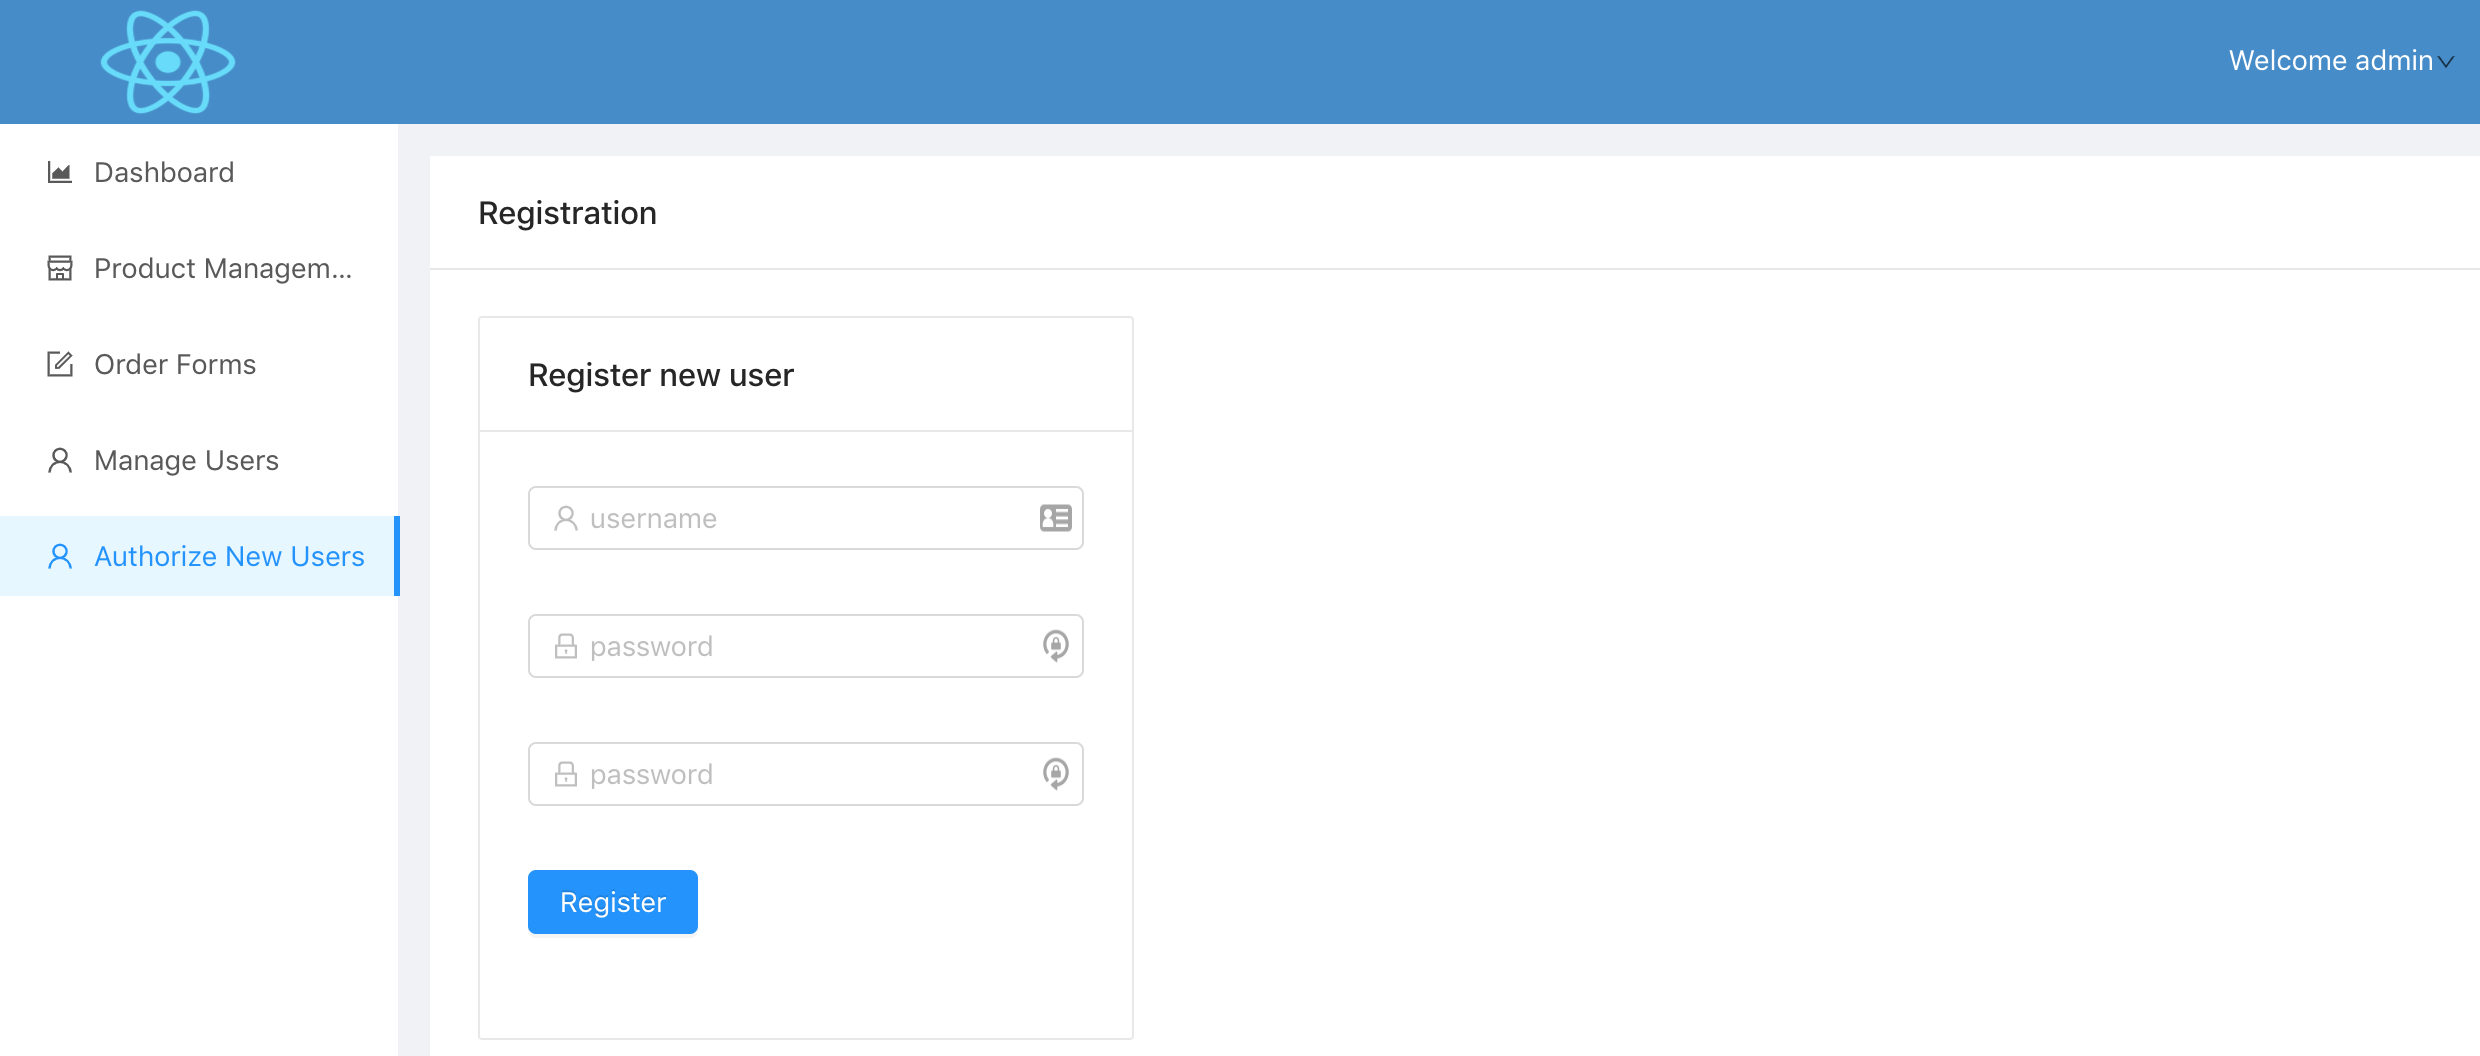 Welcome admin
Dashboard
Product Managem...
Order Forms
Manage Users
Authorize New Users
Registration
Register new user
username
password
password
Register